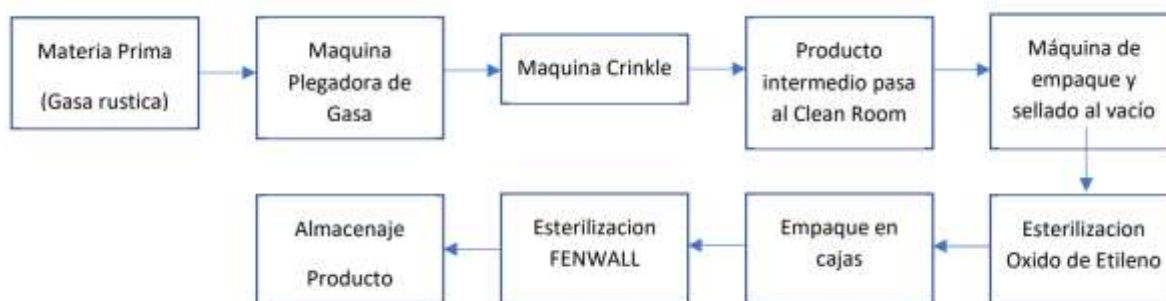 Materia Prima
(Gasa rustica)
Maquina
Plegadora de
Gasa
Maquina Crinkle
Producto
intermedio pasa
al Clean Room
Máquina de
empaque y
sellado al vacío
Esterilizacion
Oxido de Etileno
Empaque en
cajas
Esterilizacion
FENWALL
Almacenaje
Producto